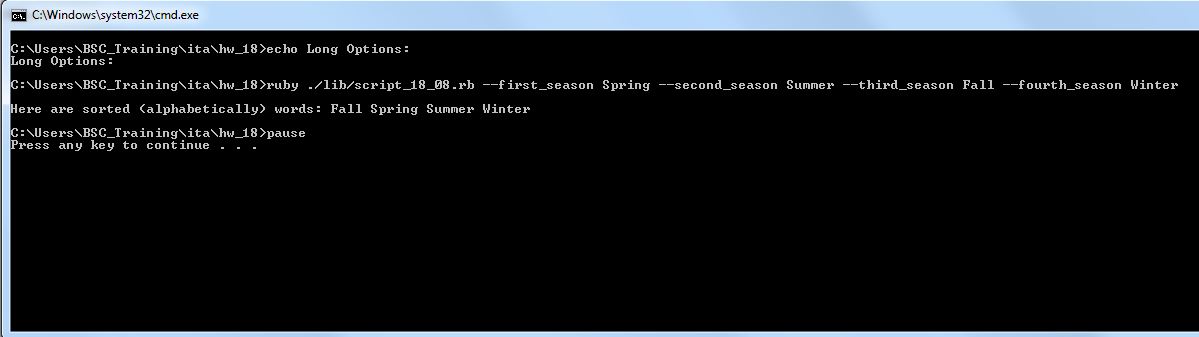 C:\Windows\system32\cmd.exe
C:\Users\BSC_Training\ita\hw_18>echo Long Options:
Long Options:
C:\Users\BSC_Training\ita\hw_18>ruby ./lib/script_18_08.rb --first_season Spring --second_season Summer --third_season Fall --fourth_season Winter
Here are sorted (alphabetically) words: Fall Spring Summer Winter
C:\Users\BSC_Training\ita\hw_18>pause
Press any key to continue . . .